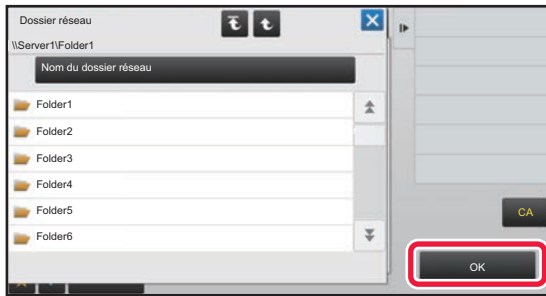 Dossier réseau
\\Server1\Folder1
Nom du dossier réseau
Folder1
Folder2
Folder3
Folder4
Folder5
Folder6
CA
OK